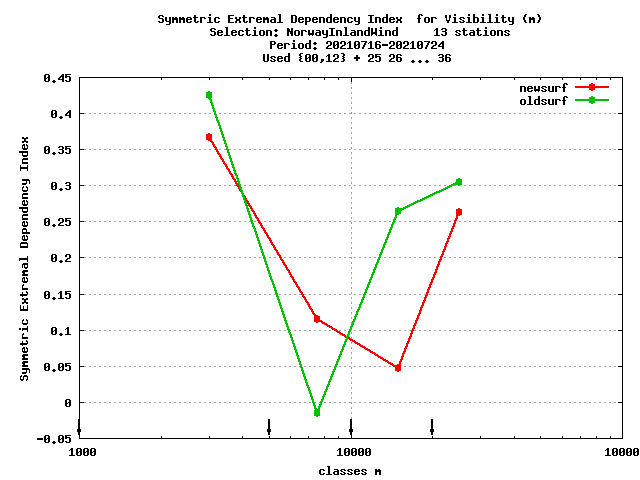 Symmetric Extremal Dependency Index  for Visibility (m)
Selection: NorwayInlandWind     13 stations
Period: 20210716-20210724
Used {00,12} + 25 26 ... 36
newsurf
oldsurf
Symmetric Extremal Dependency Index
0.45
0.4
0.35
0.3
0.25
0.2
0.15
0.1
0.05
0
-0.05
1000 10000 10000
classes m